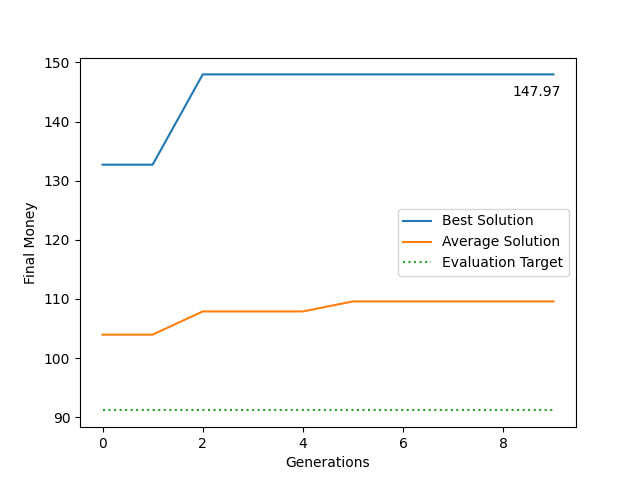 150
140
130
120
110
100
90
Final Money
147.97
Best Solution
Average Solution
Evaluation Target
0 2 4 6 8
Generations